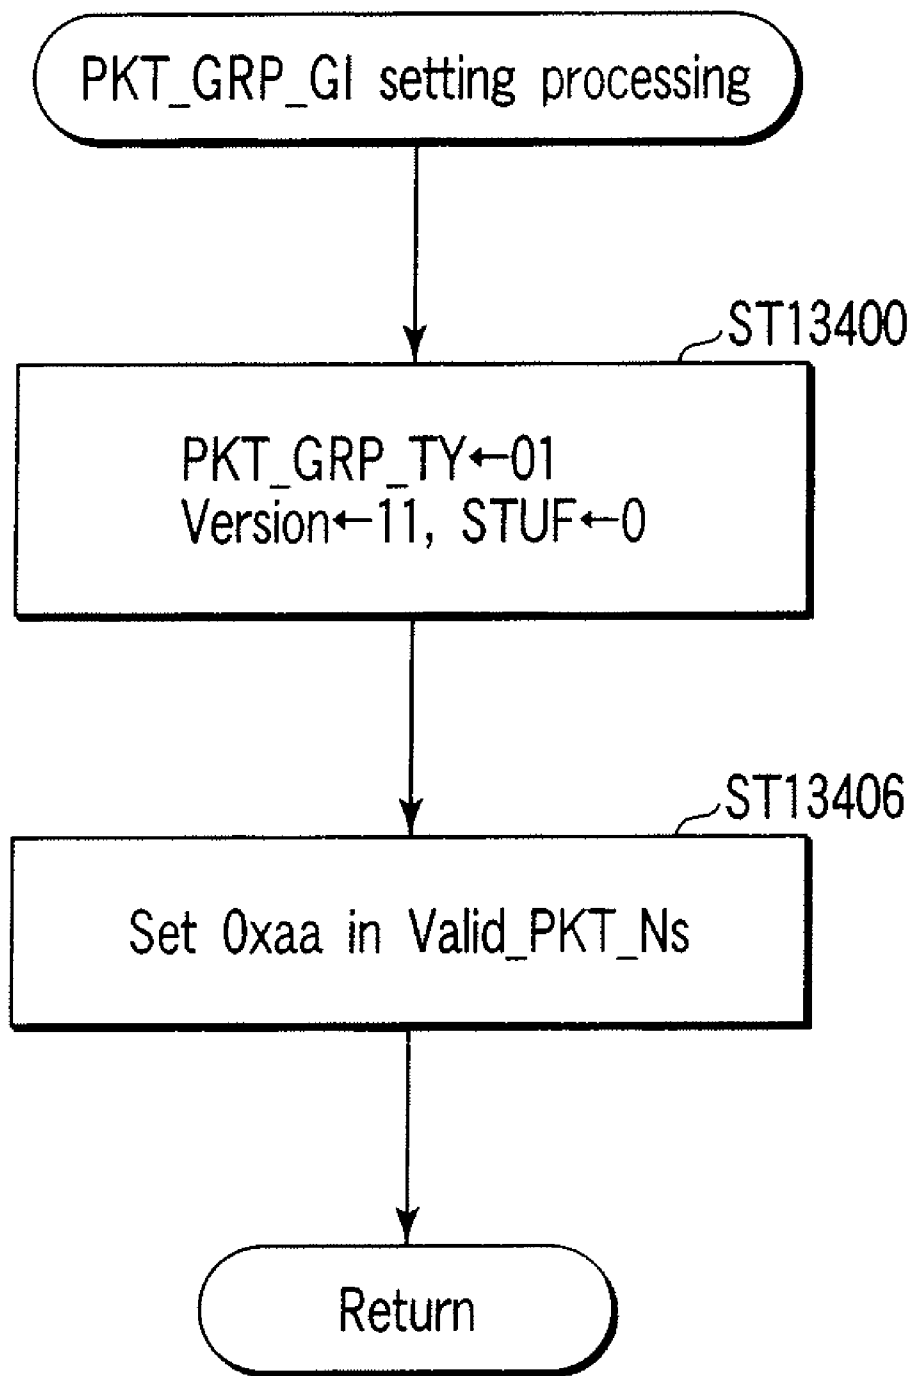 PKT_GRP_GI setting processing
ST13400
PKT_GRP_TY←01
Version←11, STUF←0
ST13406
Set 0xaa in Valid_PKT_Ns
Return